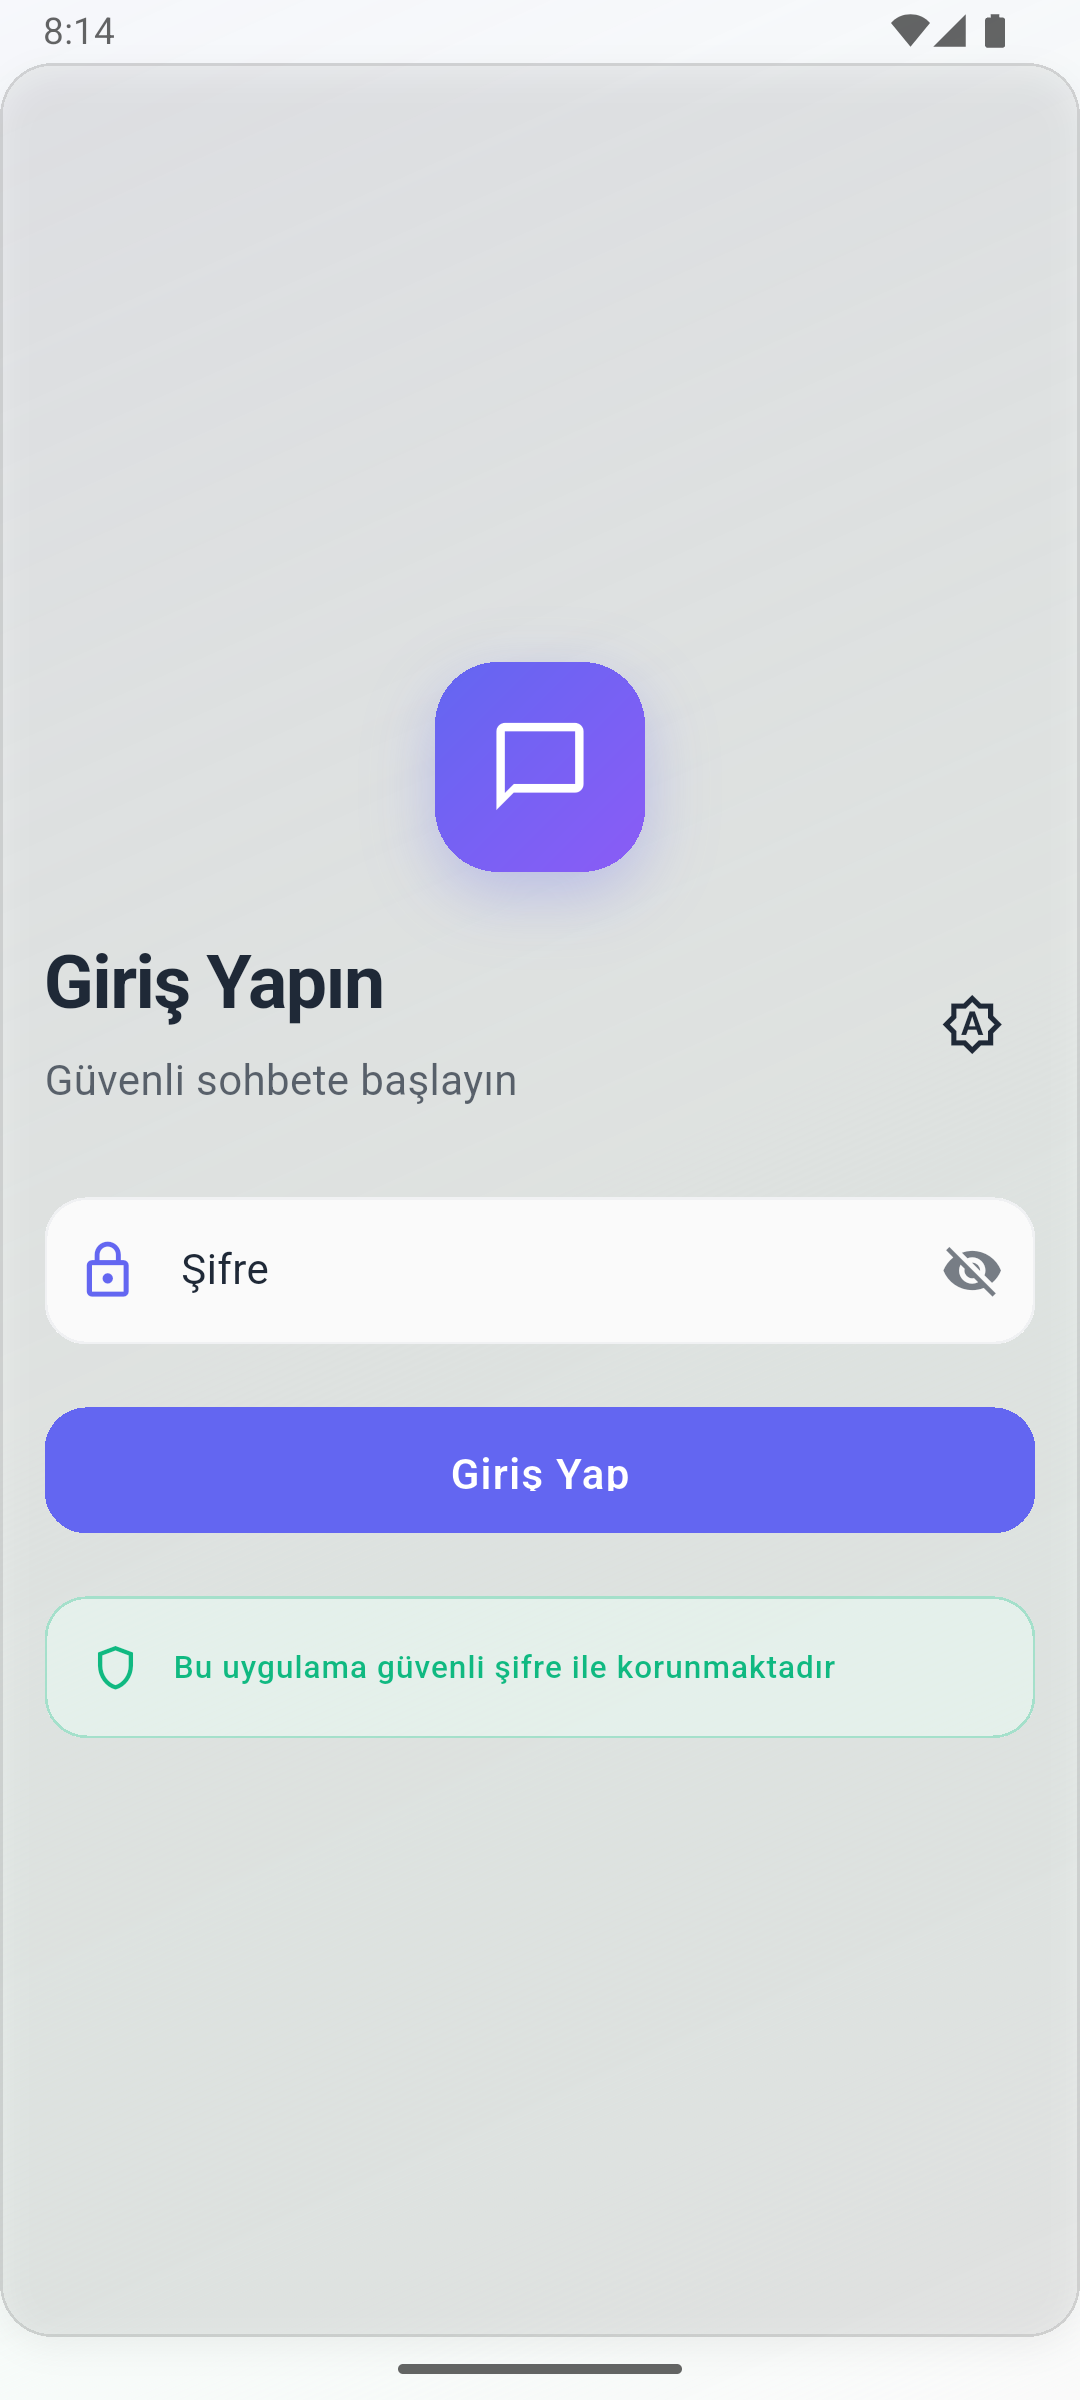 8:14
Giriş Yapın
A
Güvenli sohbete başlayın
Şifre
Giriş Yap
Bu uygulama güvenli şifre ile korunmaktadır